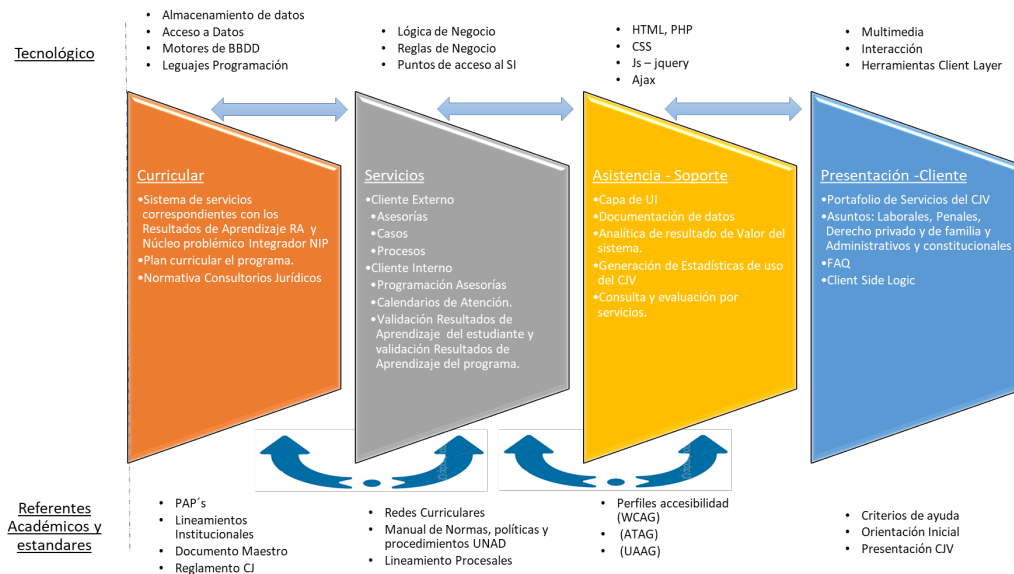 Tecnológico
• Almacenamiento de datos
• Acceso a Datos
• Motores de BBDD
• Leguajes Programación
• Lógica de Negocio
• Reglas de Negocio
• Puntos de acceso al SI
• HTML, PHP
• CSS
• Js – jquery
• Ajax
• Multimedia
• Interacción
• Herramientas Client Layer
Curricular
•Sistema de servicios
correspondientes con los
Resultados de Aprendizaje RA y
Núcleo problémico Integrador NIP
•Plan curricular el programa.
•Normativa Consultorios Jurídicos
Servicios
•Cliente Externo
•Asesorías
•Casos
•Procesos
•Cliente Interno
•Programación Asesorías
•Calendarios de Atención.
•Validación Resultados de
Aprendizaje del estudiante y
validación Resultados de
Aprendizaje del programa.
Asistencia - Soporte
•Capa de UI
•Documentación de datos
•Analítica de resultado de Valor del
sistema.
•Generación de Estadísticas de uso
del CJV
•Consulta y evaluación por
servicios.
Presentación -Cliente
•Portafolio de Servicios del CJV
•Asuntos: Laborales, Penales,
Derecho privado y de familia y
Administrativos y constitucionales
•FAQ
•Client Side Logic
Referentes
Académicos y
estandares
• PAP´s
• Lineamientos
Institucionales
• Documento Maestro
• Reglamento CJ
• Redes Curriculares
• Manual de Normas, políticas y
procedimientos UNAD
• Lineamiento Procesales
• Perfiles accesibilidad
(WCAG)
• (ATAG)
• (UAAG)
• Criterios de ayuda
• Orientación Inicial
• Presentación CJV